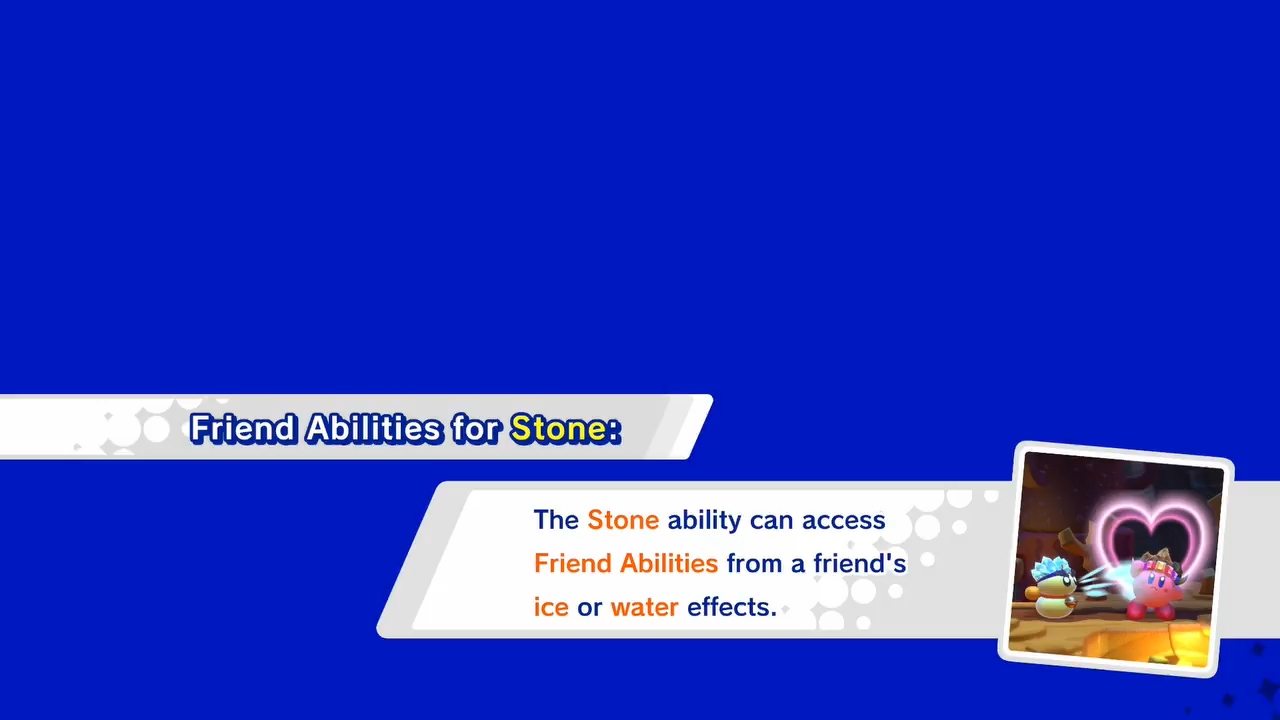 Friend Abilities for Stone:
The Stone ability can access
Friend Abilities from a friend's
ice or water effects.